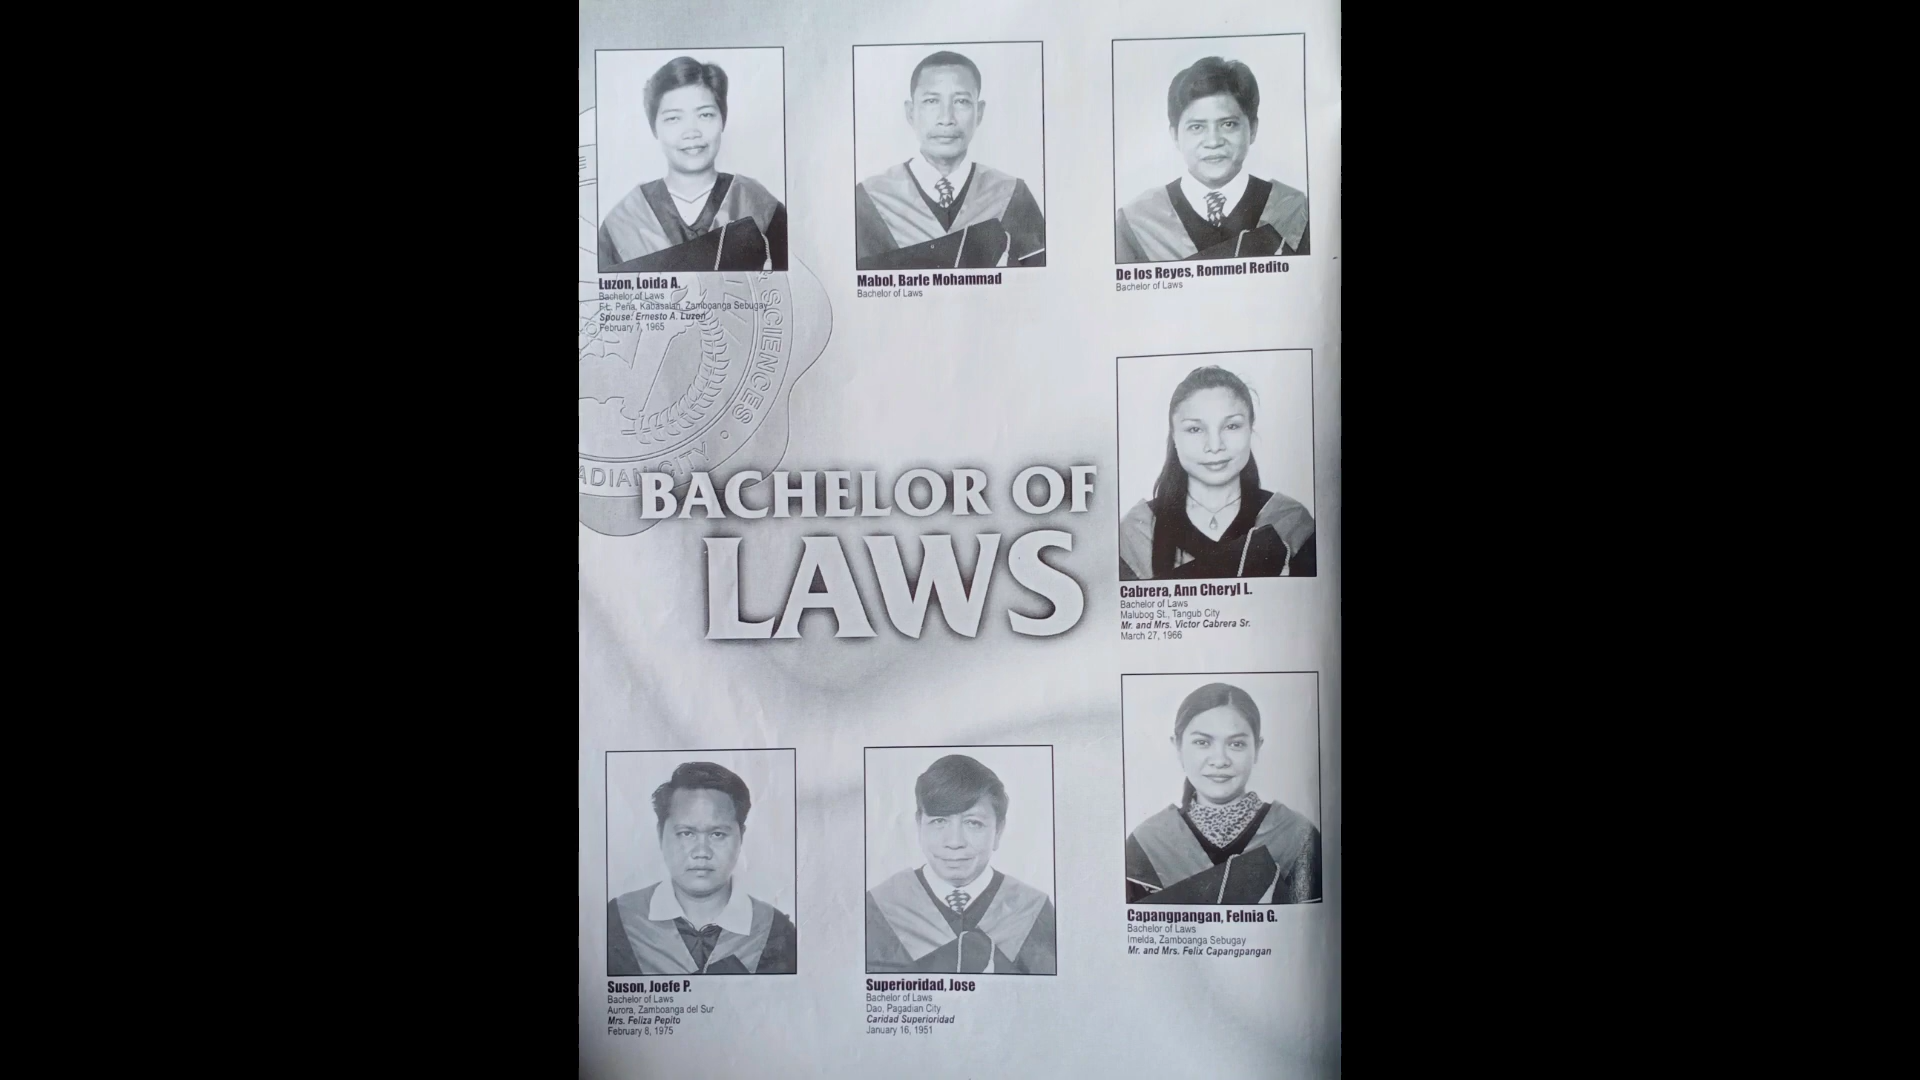 Luzon, Loida A.
Bachelor of Laws
F.L. Peña, Kabasalan, Zamboanga Sebugay
Spouse: Ernesto A. Luzon
February 7, 1965
Mabol, Barle Mohammad
Bachelor of Laws
De los Reyes, Rommel Redito
Bachelor of Laws
SCIENCES
ADIAN CITY
BACHELOR OF
LAWS
Cabrera, Ann Cheryl L.
Bachelor of Laws
Malubog St., Tangub City
Mr. and Mrs. Victor Cabrera Sr.
March 27, 1966
Capangpangan, Felnia G.
Bachelor of Laws
Imelda, Zamboanga Sebugay
Mr. and Mrs. Felix Capangpangan
Suson, Joefe P.
Bachelor of Laws
Aurora, Zamboanga del Sur
Mrs. Feliza Pepito
February 8, 1975
Superioridad, Jose
Bachelor of Laws
Dao, Pagadian City
Caridad Superioridad
January 16, 1951